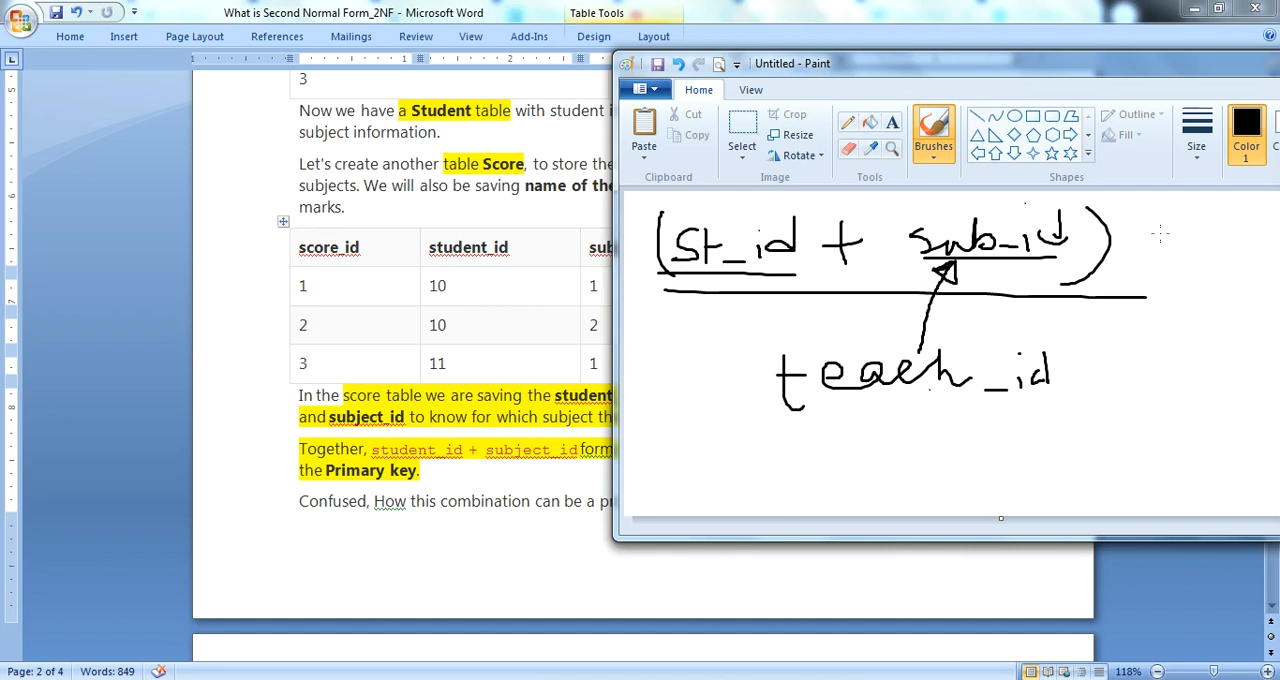 What is Second Normal Form_2NF - Microsoft Word
Table Tools
Home Insert Page Layout References Mailings Review View Add-Ins Design Layout
1 1 2
3
Now we have a Student table with student i
subject information.
Let's create another table Score, to store the
subjects. We will also be saving name of the
marks.
score_id student_id sub
1 10 1
2 10 2
3 11 1
In the score table we are saving the student
and subject_id to know for which subject th
Together, student_id + subject_id form
the Primary key.
Confused, How this combination can be a p
Page: 2 of 4 Words: 849 118%
Untitled - Paint
Home View
Paste Cut Copy Select Crop Resize Rotate Brushes Outline Fill Size Color 1
Clipboard Image Tools Shapes
(St_id + sub_id)
teach_id